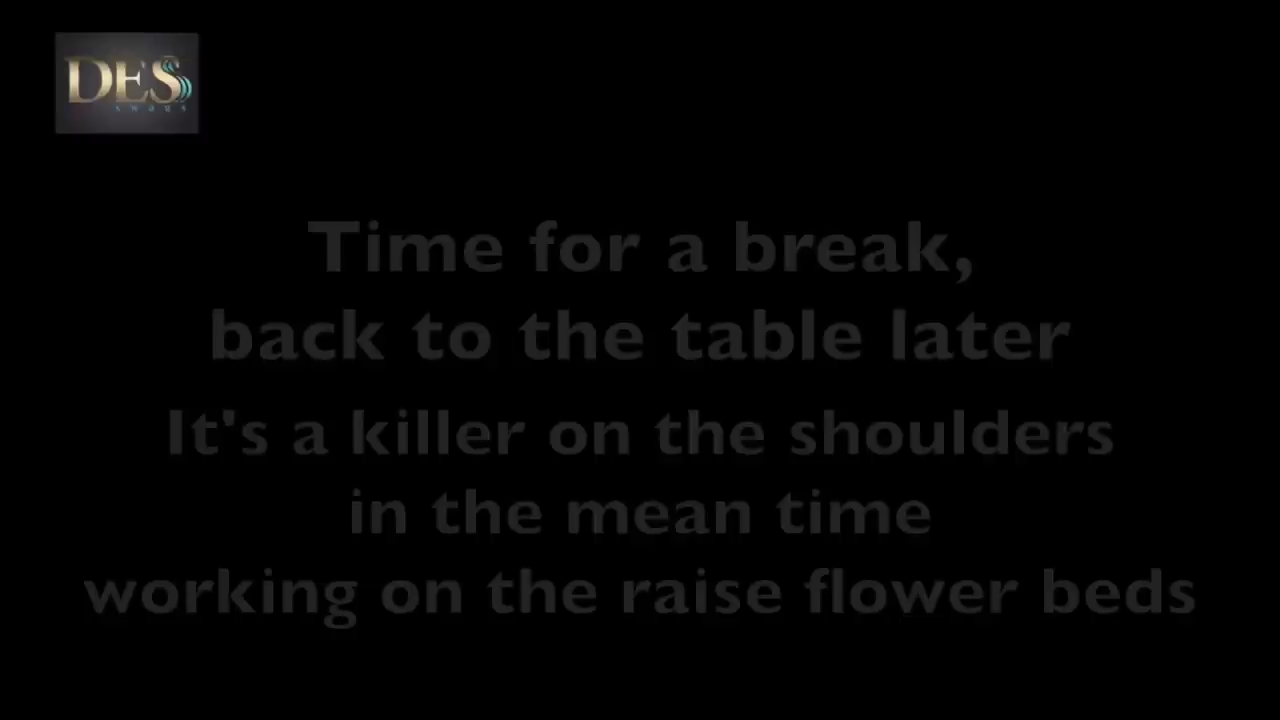 DES
Time for a break,
back to the table later
It's a killer on the shoulders
in the mean time
working on the raise flower beds